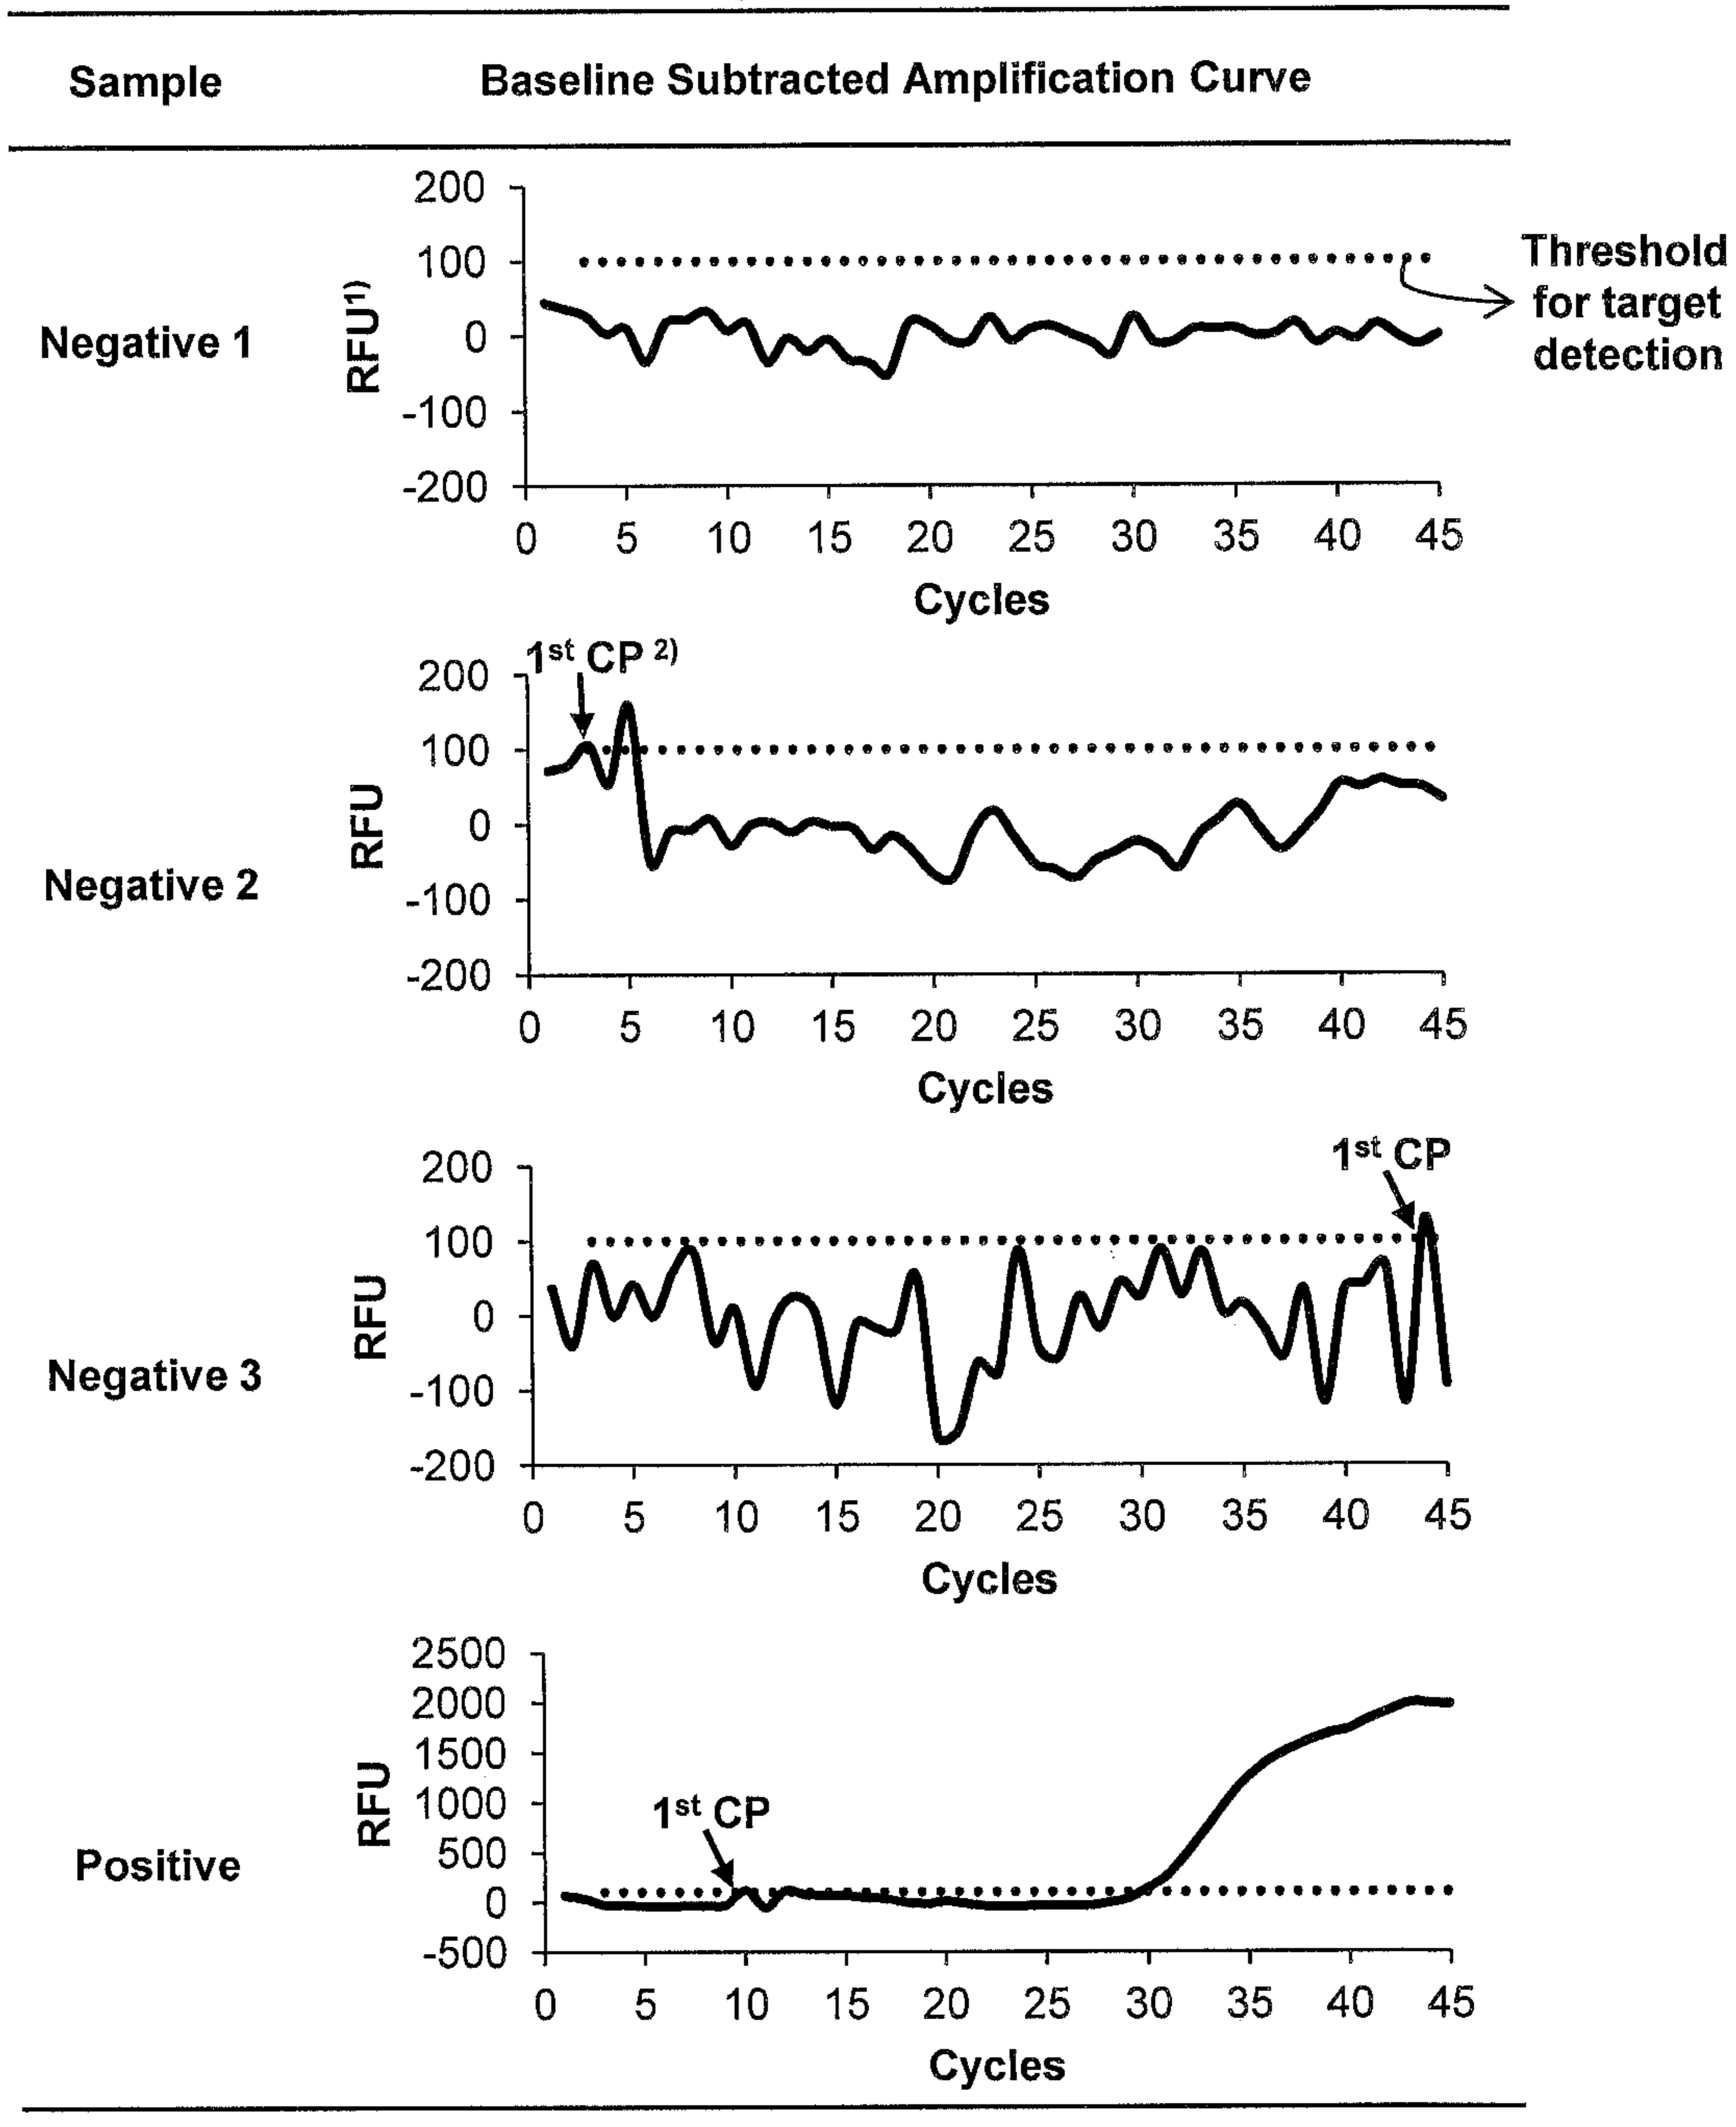 Sample Baseline Subtracted Amplification Curve
200
100
0
-100
-200
RFU1)
Negative 1
Threshold
for target
detection
0 5 10 15 20 25 30 35 40 45
Cycles
1st CP 2)
200
100
0
-100
-200
RFU
Negative 2
0 5 10 15 20 25 30 35 40 45
Cycles
1st CP
200
100
0
-100
-200
RFU
Negative 3
0 5 10 15 20 25 30 35 40 45
Cycles
2500
2000
1500
1000
500
0
-500
RFU
1st CP
Positive
0 5 10 15 20 25 30 35 40 45
Cycles